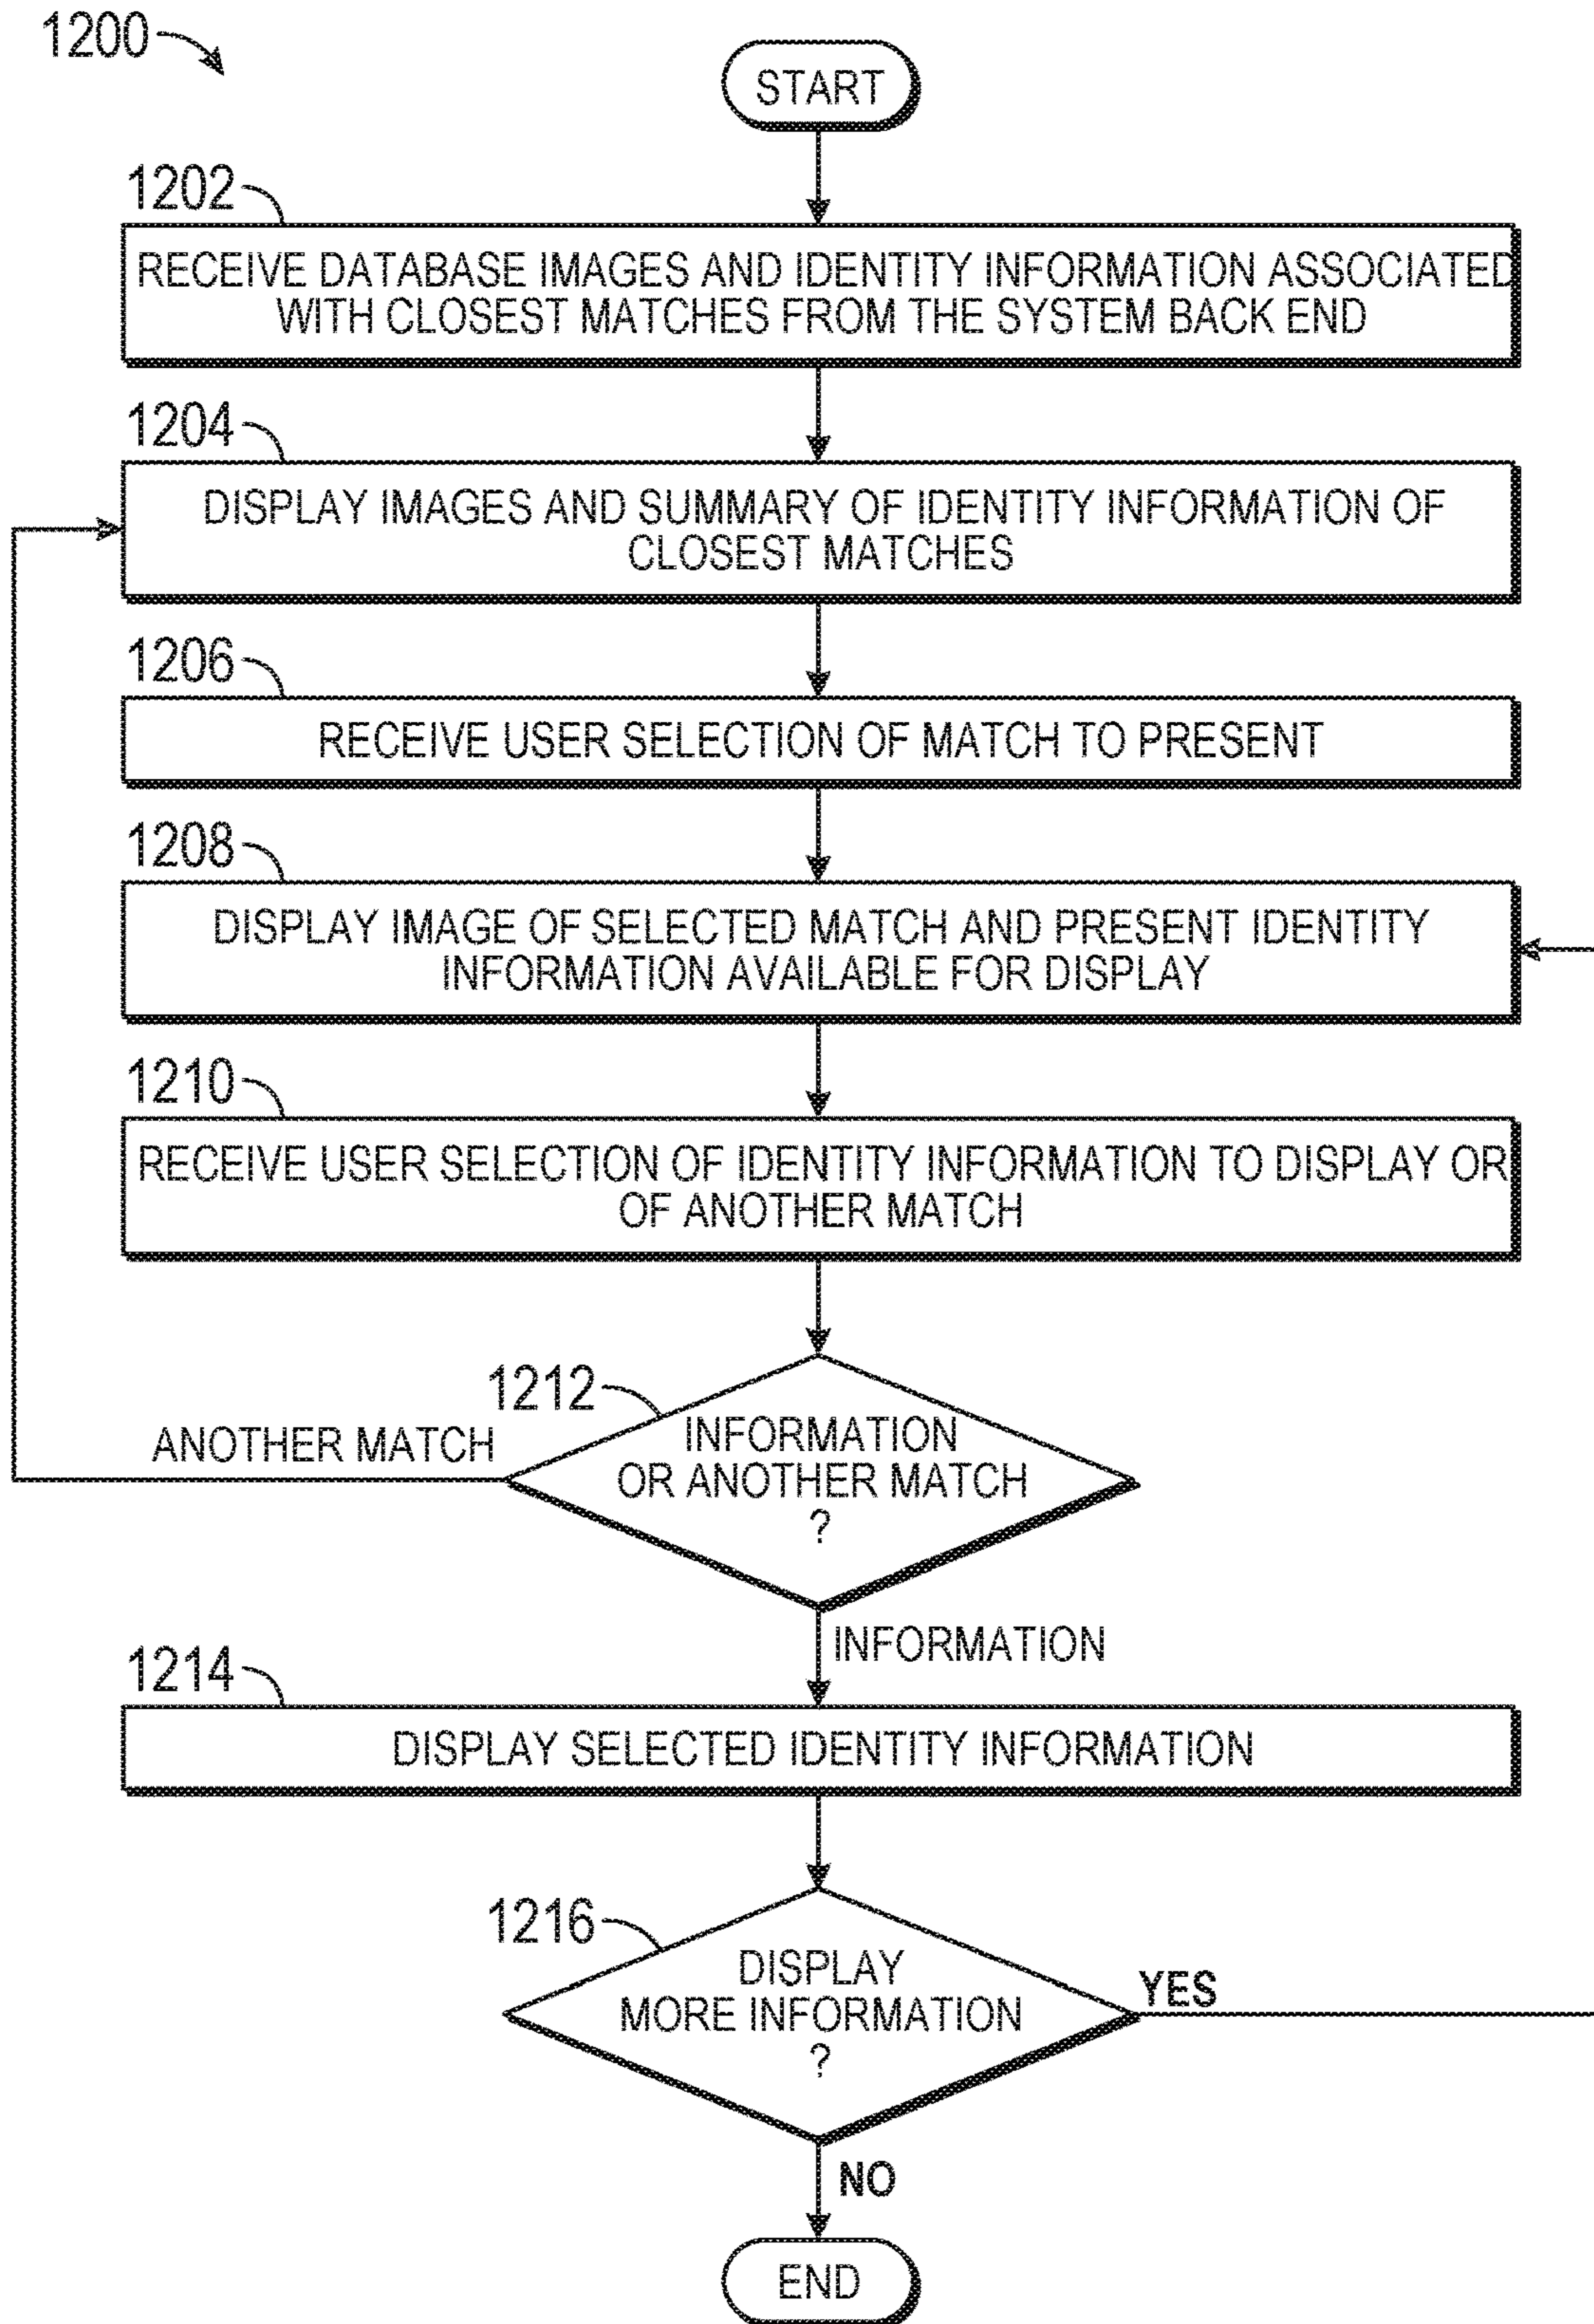 1200
START
1202
RECEIVE DATABASE IMAGES AND IDENTITY INFORMATION ASSOCIATED
WITH CLOSEST MATCHES FROM THE SYSTEM BACK END
1204
DISPLAY IMAGES AND SUMMARY OF IDENTITY INFORMATION OF
CLOSEST MATCHES
1206
RECEIVE USER SELECTION OF MATCH TO PRESENT
1208
DISPLAY IMAGE OF SELECTED MATCH AND PRESENT IDENTITY
INFORMATION AVAILABLE FOR DISPLAY
1210
RECEIVE USER SELECTION OF IDENTITY INFORMATION TO DISPLAY OR
OF ANOTHER MATCH
1212
ANOTHER MATCH
INFORMATION
OR ANOTHER MATCH
?
INFORMATION
1214
DISPLAY SELECTED IDENTITY INFORMATION
1216
DISPLAY
MORE INFORMATION
?
YES
NO
END